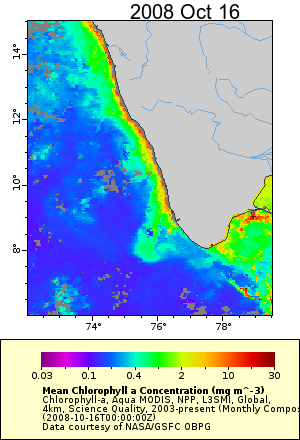 2008 Oct 16
14°
12°
10°
8°
74° 76° 78°
0.03 0.1 0.4 2 10 30
Mean Chlorophyll a Concentration (mg m^-3)
Chlorophyll-a, Aqua MODIS, NPP, L3SMI, Global,
4km, Science Quality, 2003-present (Monthly Compos
(2008-10-16T00:00:00Z)
Data courtesy of NASA/GSFC OBPG